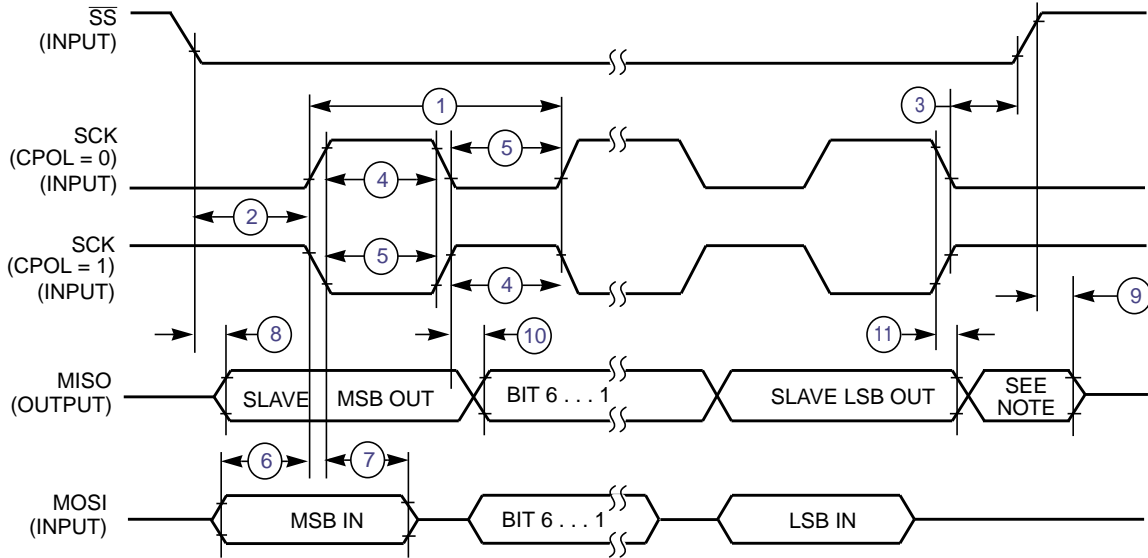 SS
(INPUT)
1
3
SCK
(CPOL = 0)
(INPUT)
5
4
2
SCK
(CPOL = 1)
(INPUT)
5
4
9
8
10
11
MISO
(OUTPUT)
SLAVE MSB OUT
BIT 6 . . . 1
SLAVE LSB OUT
SEE
NOTE
6
7
MOSI
(INPUT)
MSB IN
BIT 6 . . . 1
LSB IN